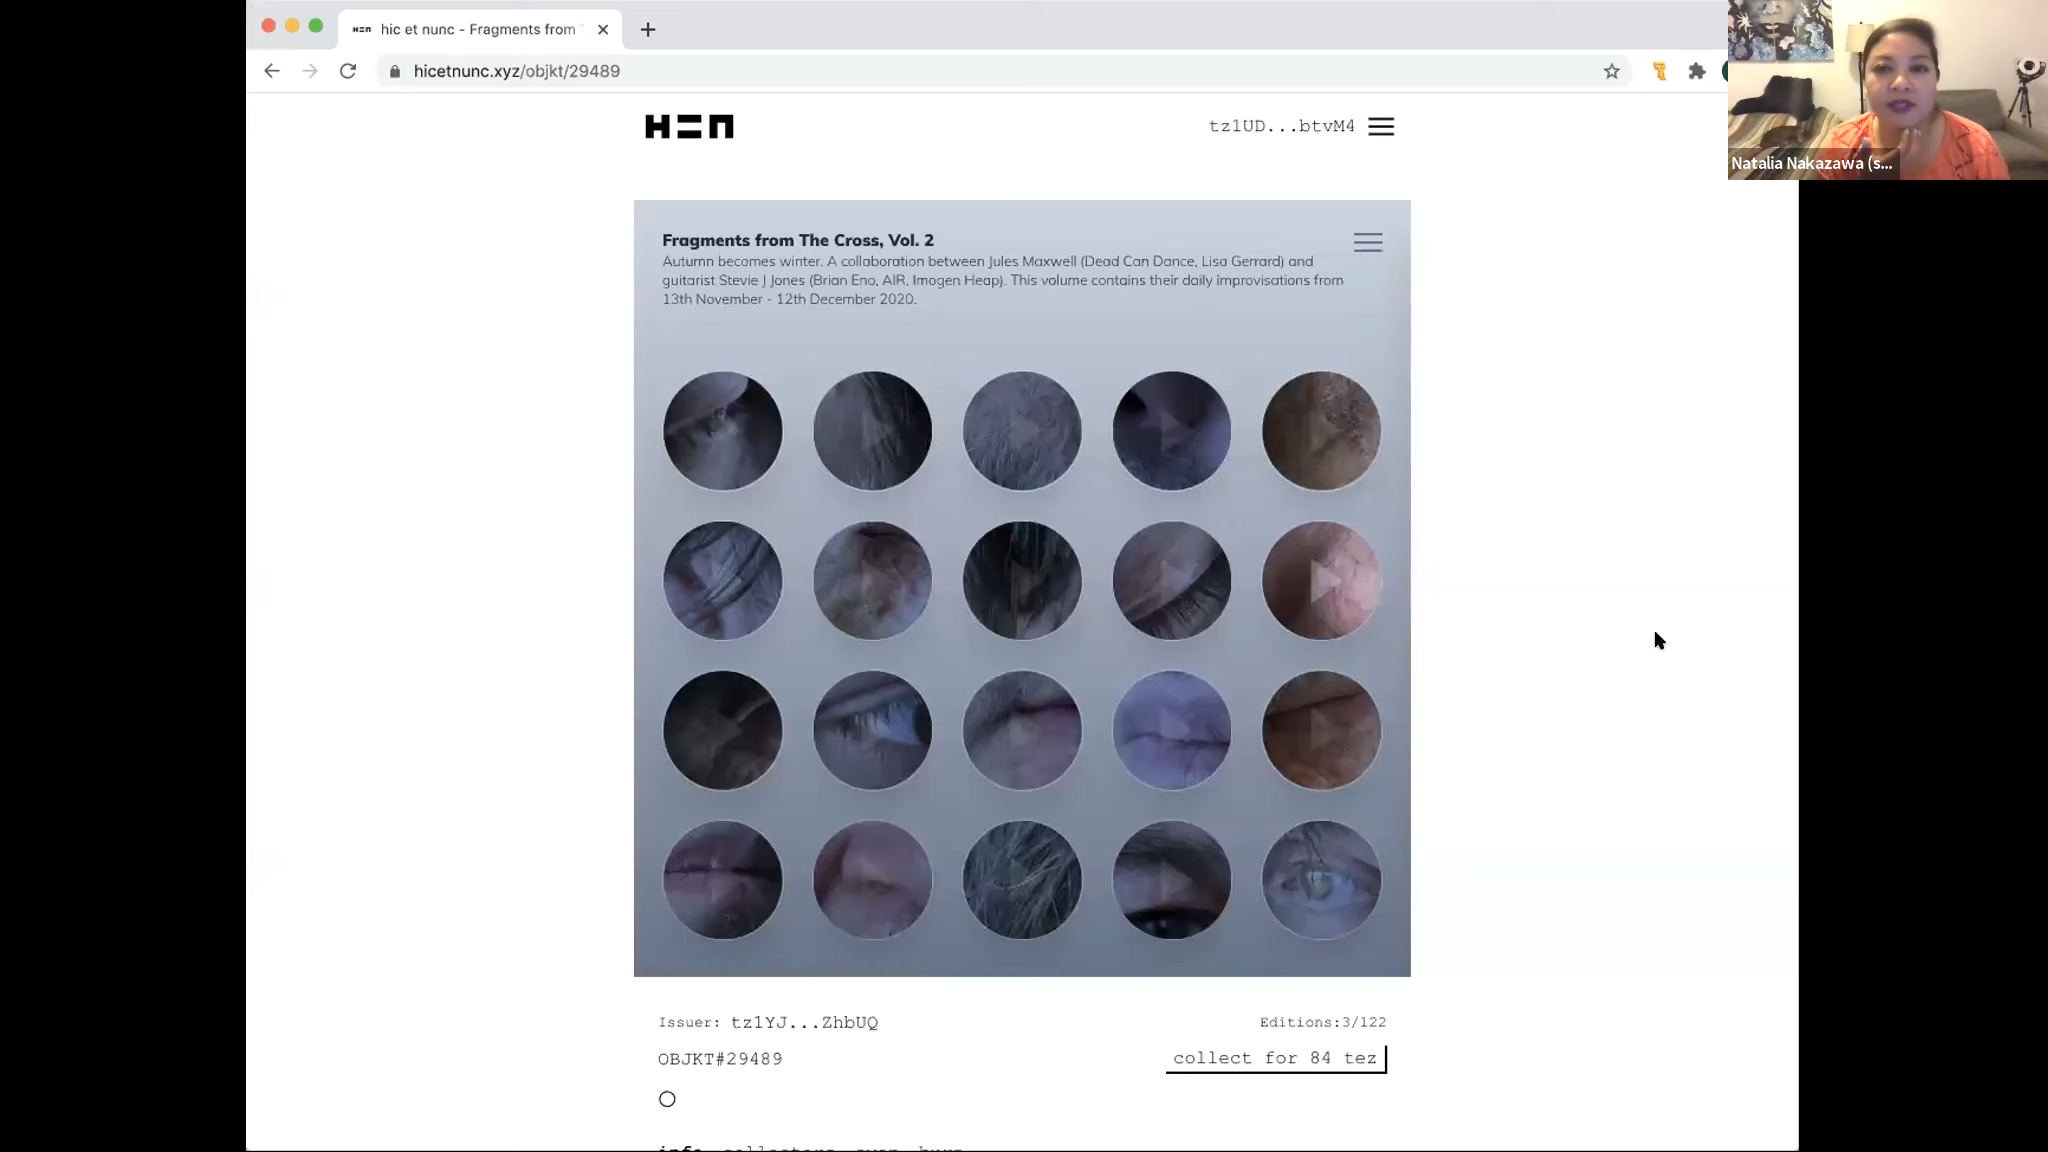 hic et nunc - Fragments from
hicetnunc.xyz/objkt/29489
Natalia Nakazawa (s...
tz1UD...btvM4
Fragments from The Cross, Vol. 2
Autumn becomes winter. A collaboration between Jules Maxwell (Dead Can Dance, Lisa Gerrard) and
guitarist Stevie J Jones (Brian Eno, AIR, Imogen Heap). This volume contains their daily improvisations from
13th November - 12th December 2020.
Issuer: tz1YJ...ZhbUQ
Editions:3/122
OBJKT#29489
collect for 84 tez